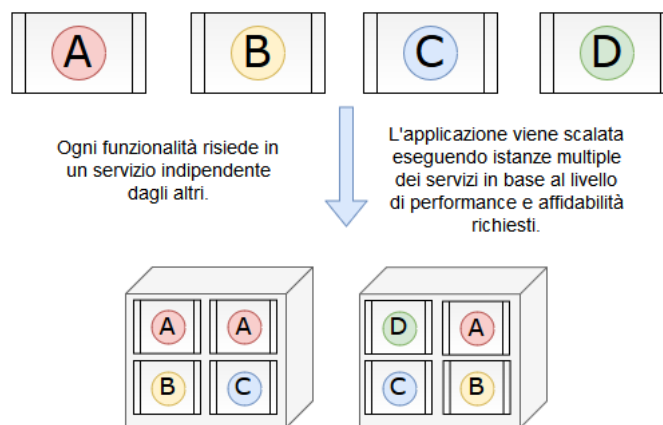 A
B
C
D
Ogni funzionalità risiede in
un servizio indipendente
dagli altri.
L'applicazione viene scalata
eseguendo istanze multiple
dei servizi in base al livello
di performance e affidabilità
richiesti.
A
A
B
C
D
A
C
B